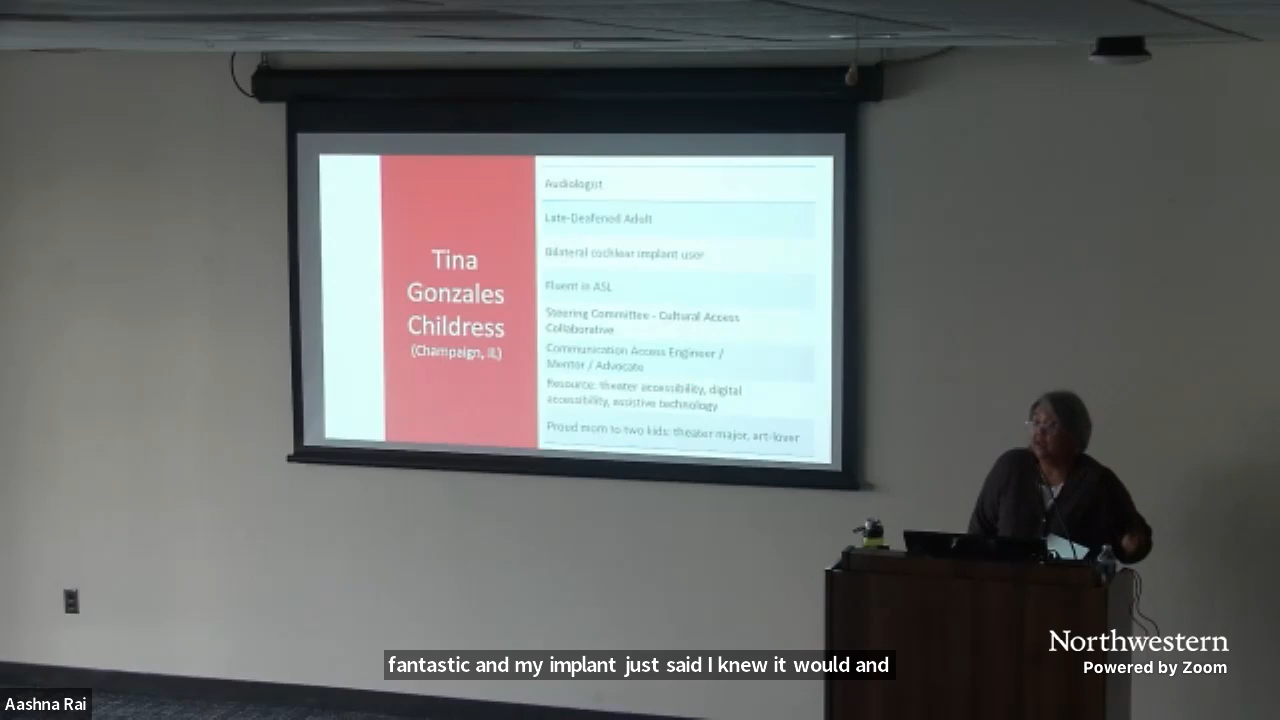 Tina
Gonzales
Childress
(Champaign, IL)
Audiologist
Late-Deafened Adult
Bilateral cochlear implant user
Fluent in ASL
Steering Committee - Cultural Access
Collaborative
Communication Access Engineer /
Mentor / Advocate
Resource: theater accessibility, digital
accessibility, assistive technology
Proud mom to two kids: theater major, art-lover
Northwestern
Powered by Zoom
fantastic and my implant just said I knew it would and
Aashna Rai